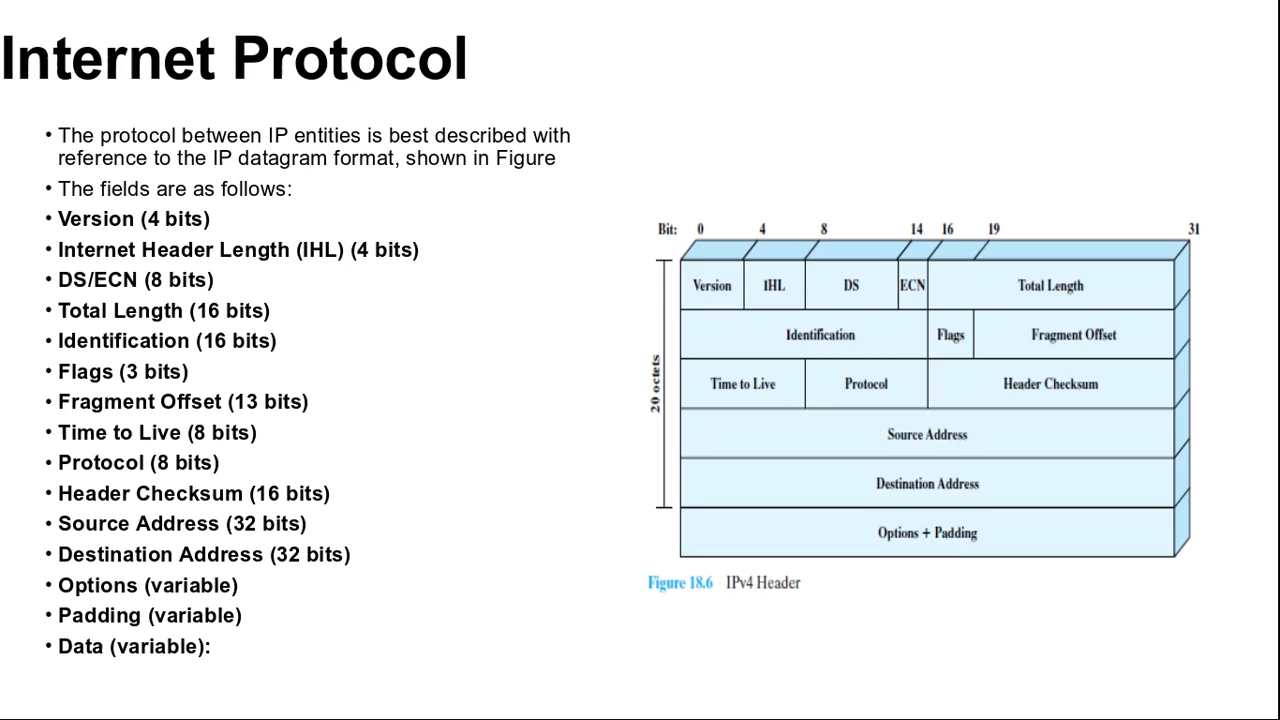 Internet Protocol
• The protocol between IP entities is best described with
reference to the IP datagram format, shown in Figure
• The fields are as follows:
• Version (4 bits)
• Internet Header Length (IHL) (4 bits)
• DS/ECN (8 bits)
• Total Length (16 bits)
• Identification (16 bits)
• Flags (3 bits)
• Fragment Offset (13 bits)
• Time to Live (8 bits)
• Protocol (8 bits)
• Header Checksum (16 bits)
• Source Address (32 bits)
• Destination Address (32 bits)
• Options (variable)
• Padding (variable)
• Data (variable):
Bit: 0 4 8 14 16 19 31
Version IHL DS ECN Total Length
Identification Flags Fragment Offset
Time to Live Protocol Header Checksum
Source Address
Destination Address
Options + Padding
20 octets
Figure 18.6 IPv4 Header